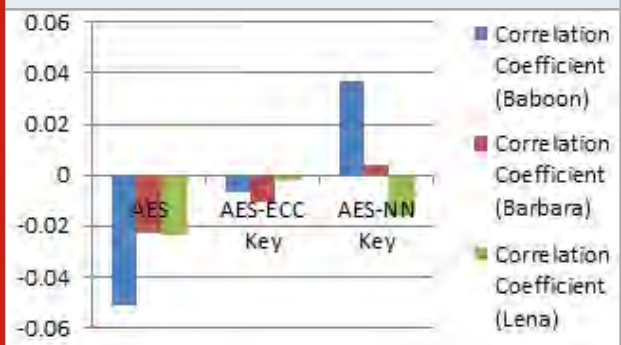 0.06
0.04
0.02
0
-0.02
-0.04
-0.06
AES
AES-ECC
Key
AES-NN
Key
Correlation
Coefficient
(Baboon)
Correlation
Coefficient
(Barbara)
Correlation
Coefficient
(Lena)